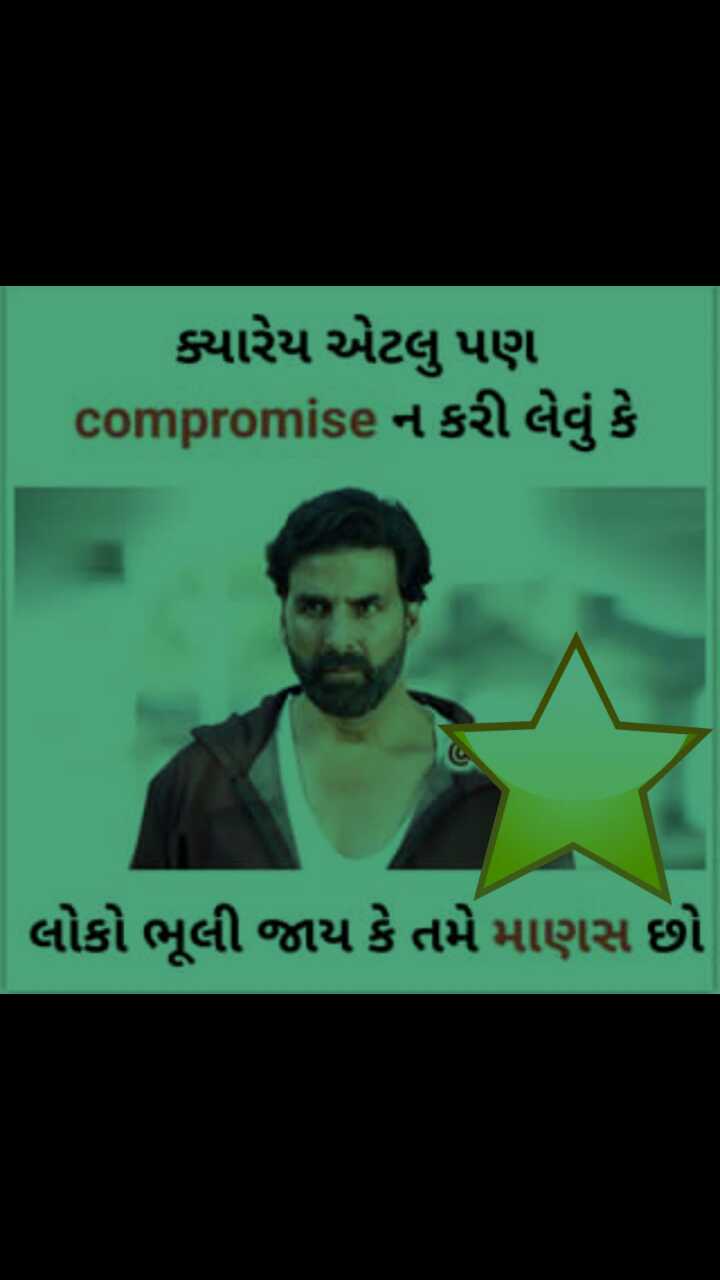 ક્યારેય એટલુ પણ
compromise ન કરી લેવું કે
@
લોકો ભૂલી જાય કે તમે માણસ છો